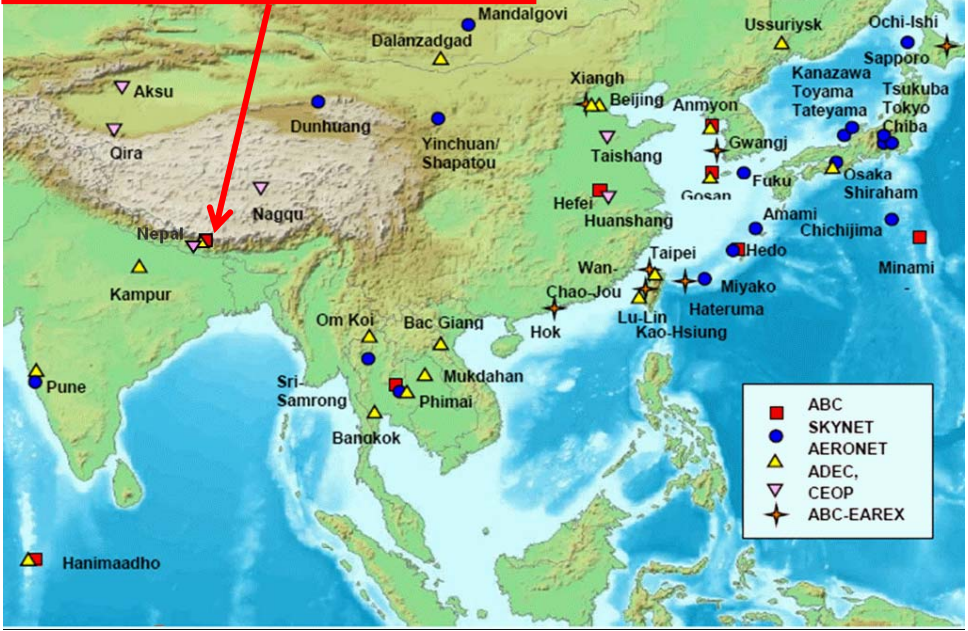 Mandalgovi
Dalanzadgad
Ussuriysk
Ochi-Ishi
Sapporo
Aksu
Dunhuang
Yinchuan/
Shapatou
Xiangh
Beijing
Anmyon
Kanazawa
Toyama
Tateyama
Tsukuba
Tokyo
Chiba
Qira
Taishang
Gwangj
Nagqu
Hefei
Huanshang
Gosan
Fuku
Osaka
Shiraham
Nepal
Amami
Chichijima
Kampur
Wan-
Taipei
Hedo
Minami
-
Chao-Jou
Miyako
Hateruma
Om Koi
Bac Giang
Hok
Lu-Lin
Kao-Hsiung
Pune
Sri-
Samrong
Mukdahan
Phimai
Bangkok
Hanimaadho
ABC
SKYNET
AERONET
ADEC,
CEOP
ABC-EAREX